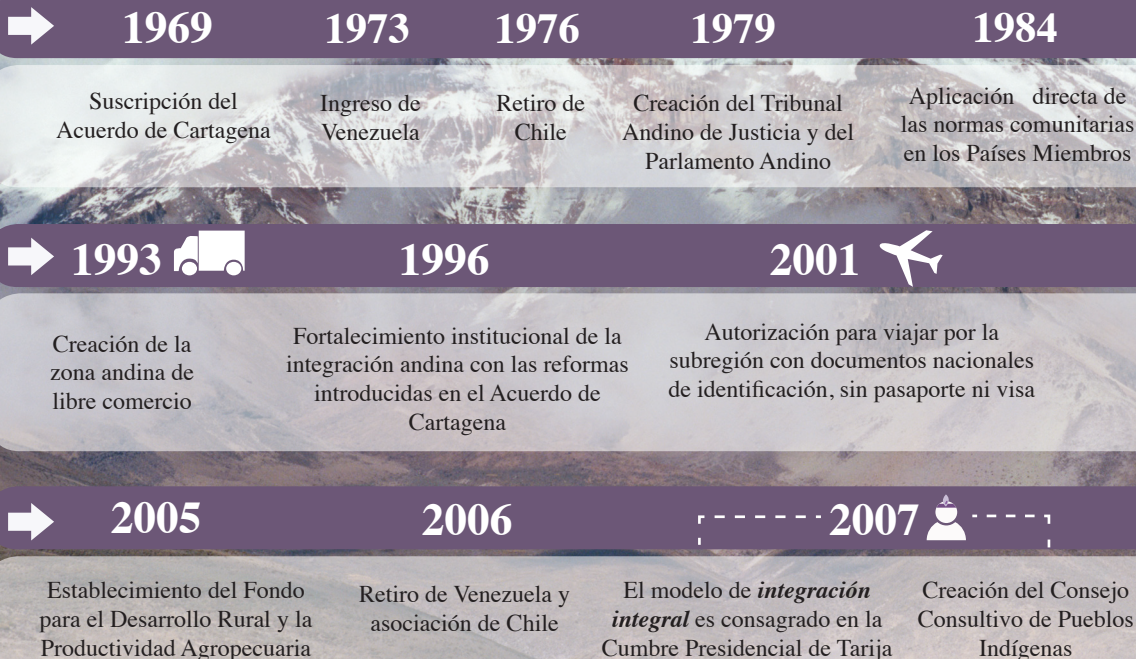 1969
1973
1976
1979
1984
Suscripción del
Acuerdo de Cartagena
Ingreso de
Venezuela
Retiro de
Chile
Creación del Tribunal
Andino de Justicia y del
Parlamento Andino
Aplicación directa de
las normas comunitarias
en los Países Miembros
1993
1996
2001
Creación de la
zona andina de
libre comercio
Fortalecimiento institucional de la
integración andina con las reformas
introducidas en el Acuerdo de
Cartagena
Autorización para viajar por la
subregión con documentos nacionales
de identificación, sin pasaporte ni visa
2005
2006
2007
Establecimiento del Fondo
para el Desarrollo Rural y la
Productividad Agropecuaria
Retiro de Venezuela y
asociación de Chile
El modelo de integración
integral es consagrado en la
Cumbre Presidencial de Tarija
Creación del Consejo
Consultivo de Pueblos
Indígenas